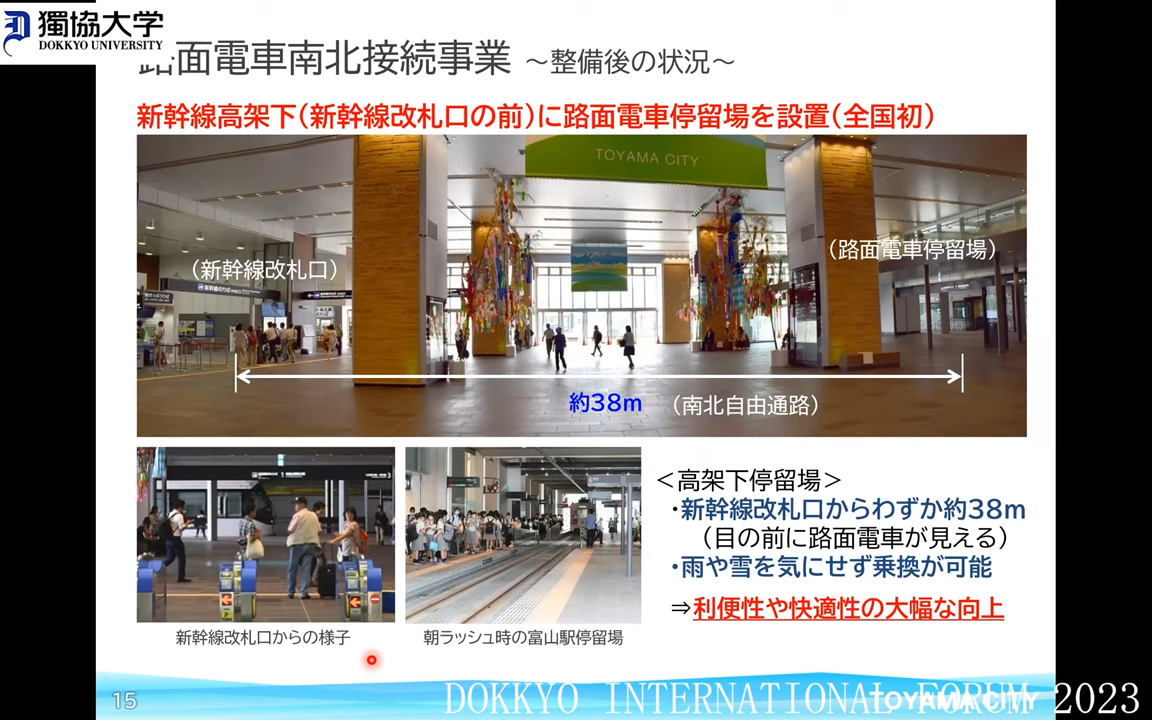 獨協大学
DOKKYO UNIVERSITY
路面電車南北接続事業 ～整備後の状況～
新幹線高架下(新幹線改札口の前)に路面電車停留場を設置(全国初)
TOYAMA CITY
(新幹線改札口)
(路面電車停留場)
約38m (南北自由通路)
＜高架下停留場＞
・新幹線改札口からわずか約38m
(目の前に路面電車が見える)
・雨や雪を気にせず乗換が可能
⇒利便性や快適性の大幅な向上
新幹線改札口からの様子
朝ラッシュ時の富山駅停留場
15
TOYAMA CITY
DOKKYO INTERNATIONAL FORUM 2023